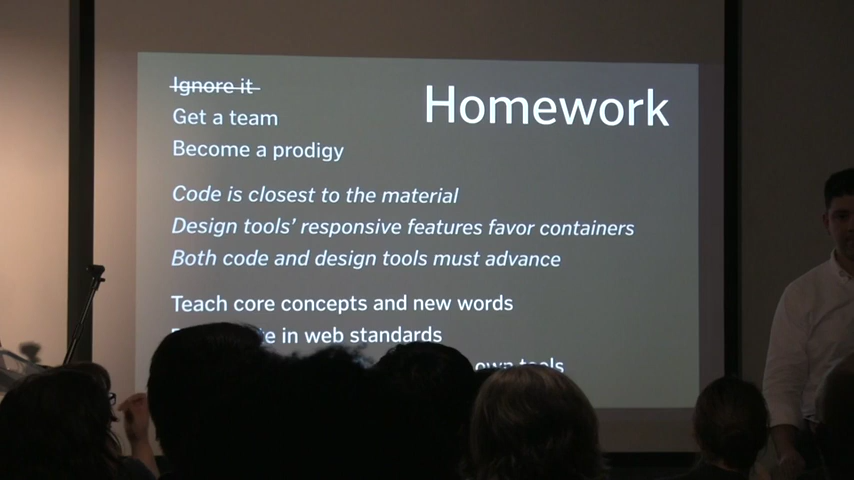 Homework
Ignore it
Get a team
Become a prodigy
Code is closest to the material
Design tools’ responsive features favor containers
Both code and design tools must advance
Teach core concepts and new words
in web standards
own tools